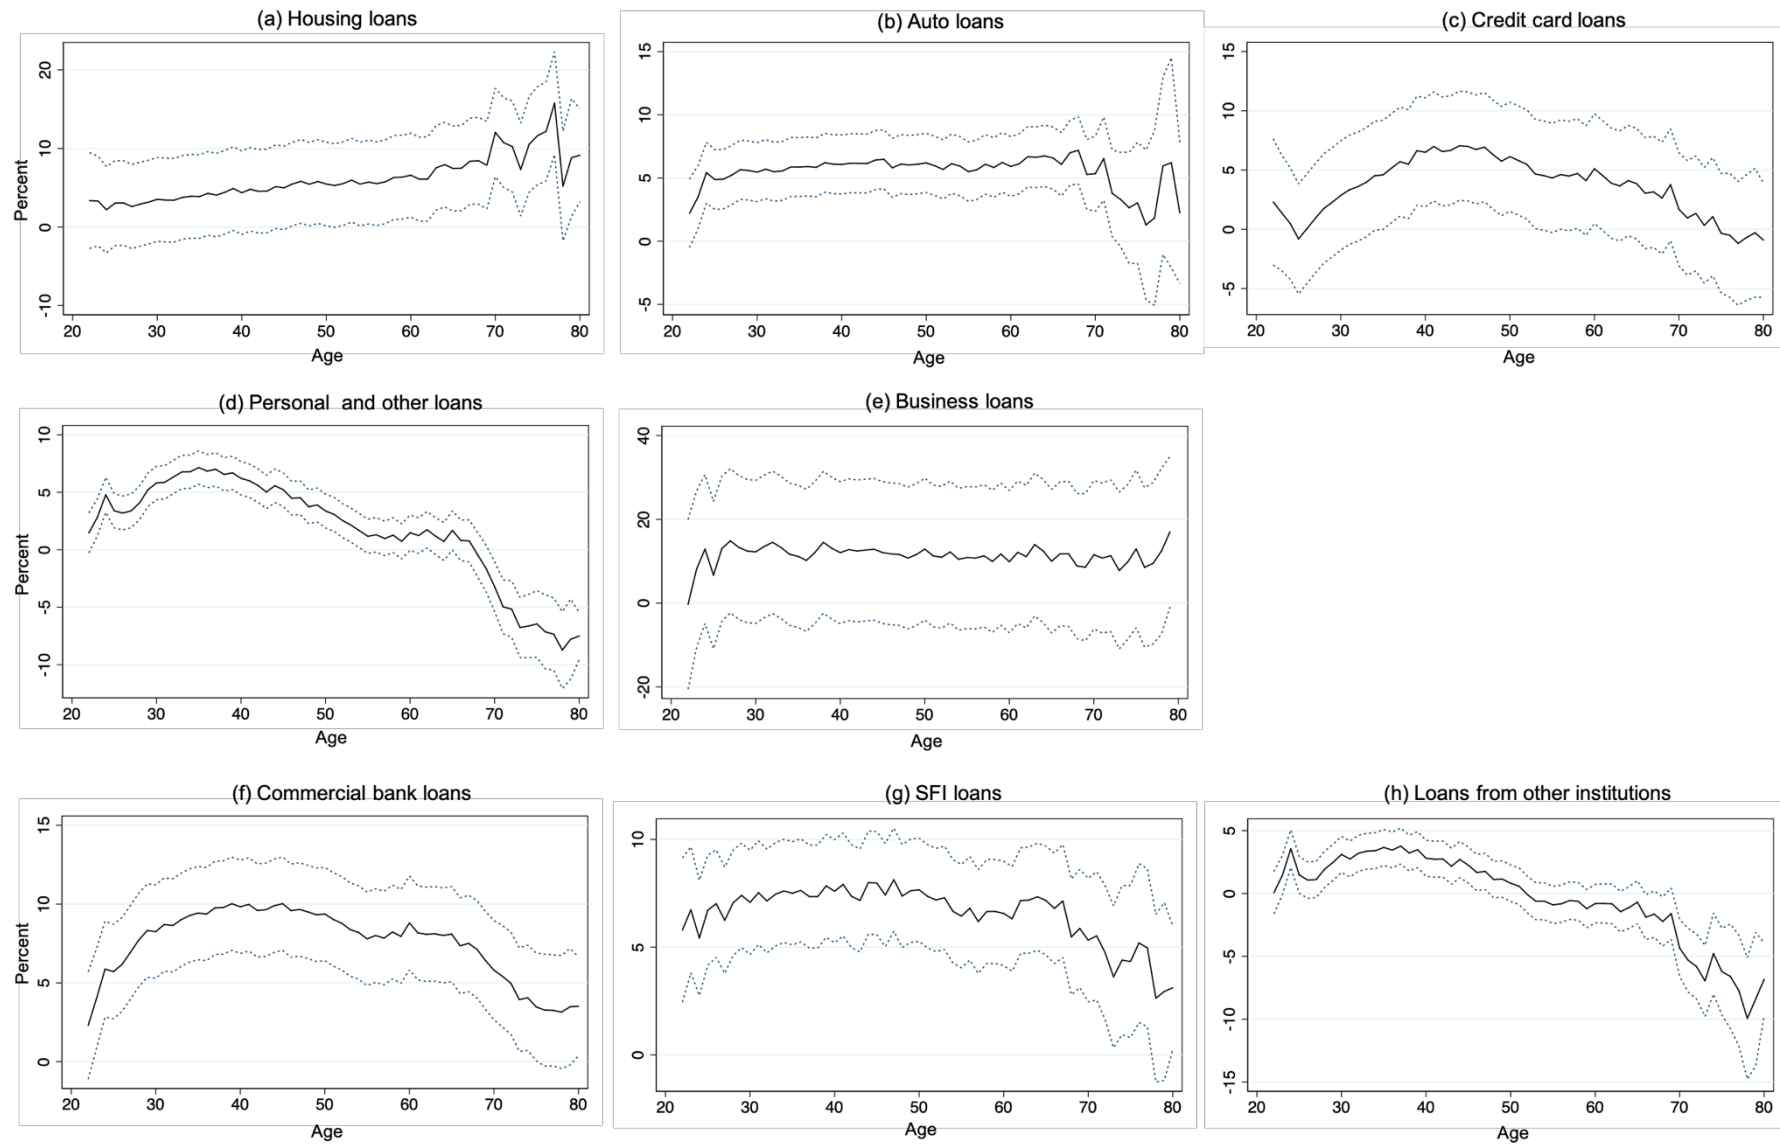 (a) Housing loans
(b) Auto loans
(c) Credit card loans
Percent
20
10
0
-10
20 30 40 50 60 70 80
Age
15
10
5
0
-5
20 30 40 50 60 70 80
Age
15
10
5
0
-5
20 30 40 50 60 70 80
Age
(d) Personal and other loans
(e) Business loans
Percent
10
5
0
-5
-10
20 30 40 50 60 70 80
Age
40
20
0
-20
20 30 40 50 60 70 80
Age
(f) Commercial bank loans
(g) SFI loans
(h) Loans from other institutions
Percent
15
10
5
0
20 30 40 50 60 70 80
Age
10
5
0
20 30 40 50 60 70 80
Age
5
0
-5
-10
-15
20 30 40 50 60 70 80
Age